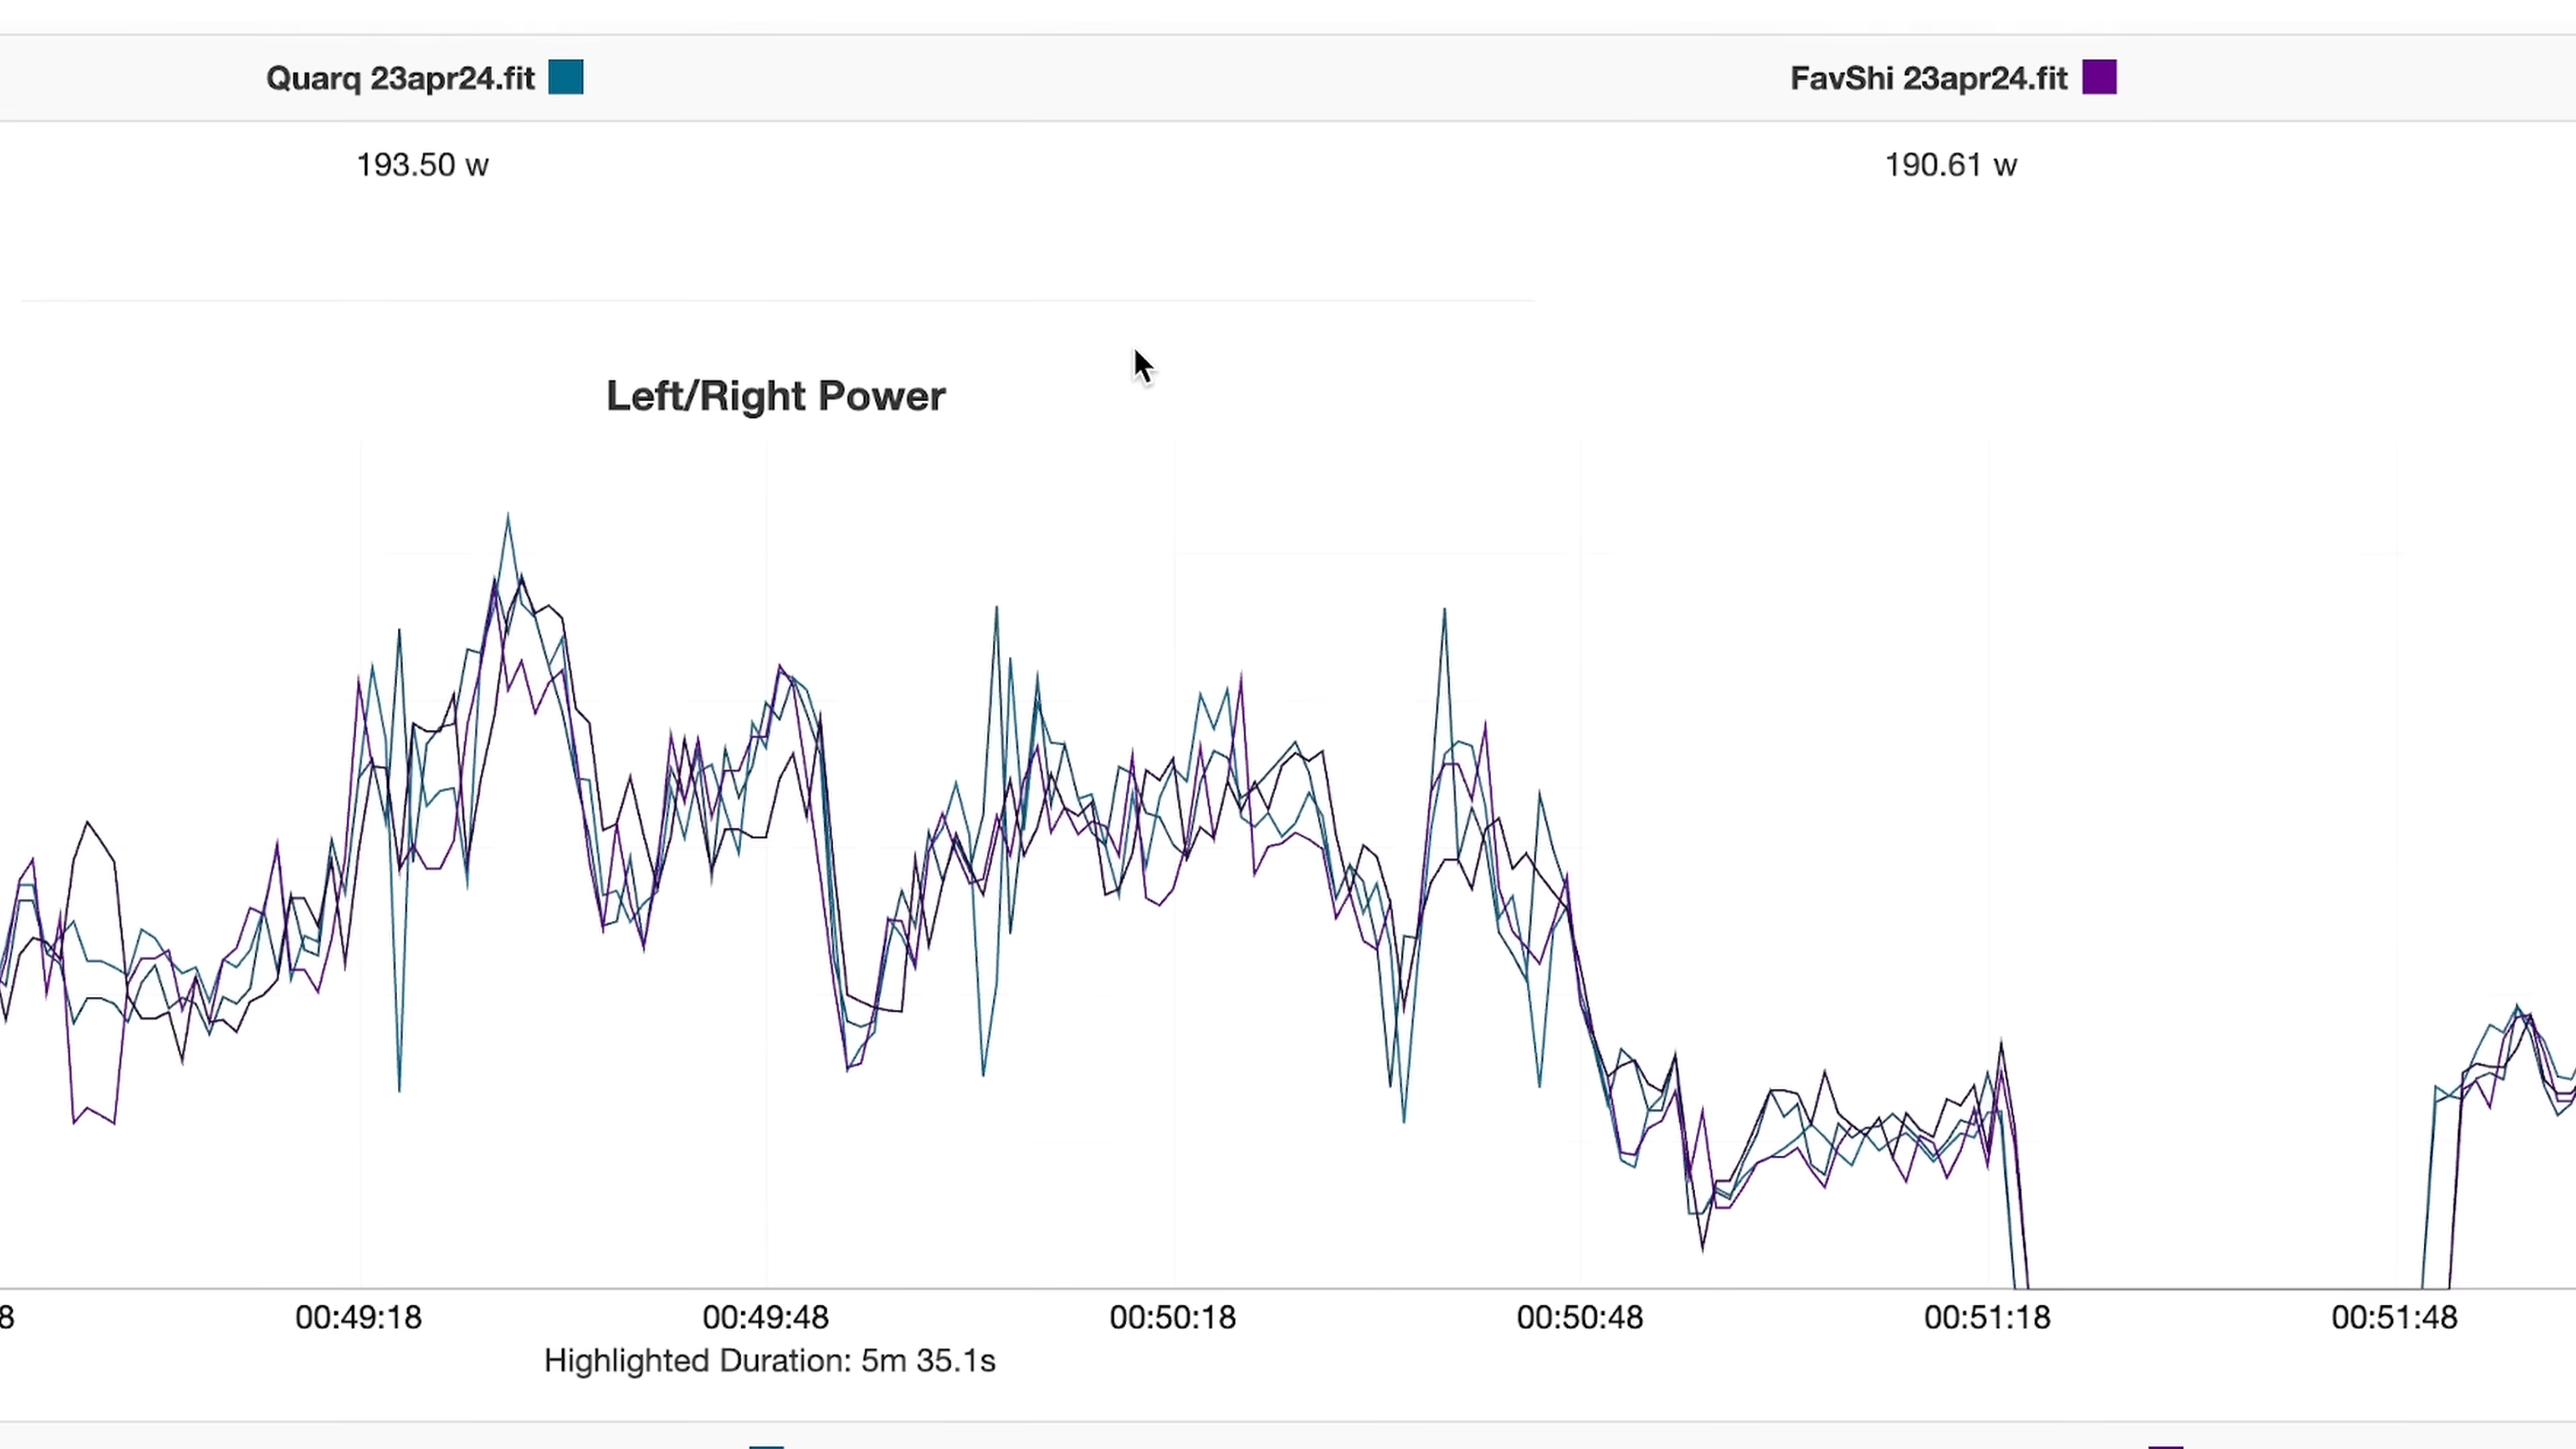 Quarq 23apr24.fit FavShi 23apr24.fit
193.50 w 190.61 w
Left/Right Power
8 00:49:18 00:49:48 00:50:18 00:50:48 00:51:18 00:51:48
Highlighted Duration: 5m 35.1s